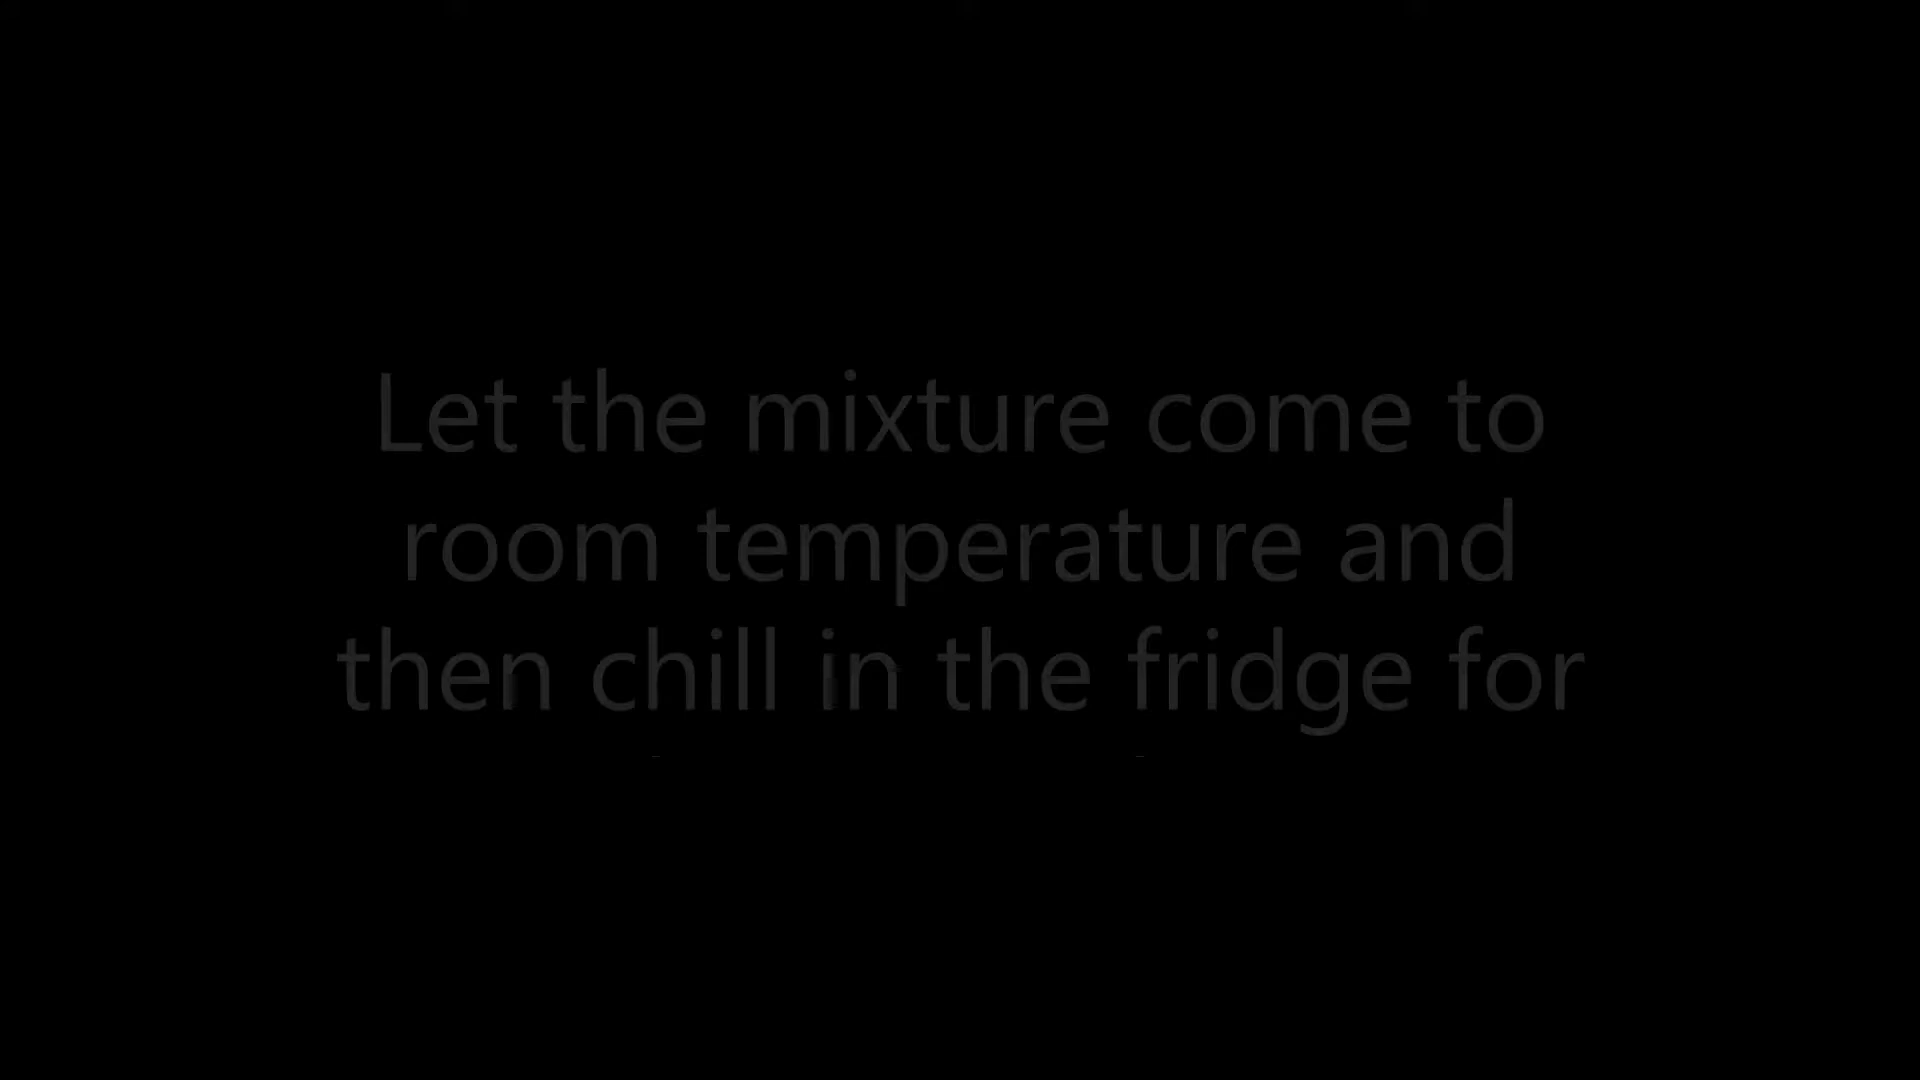 Let the mixture come to
room temperature and
then chill in the fridge for